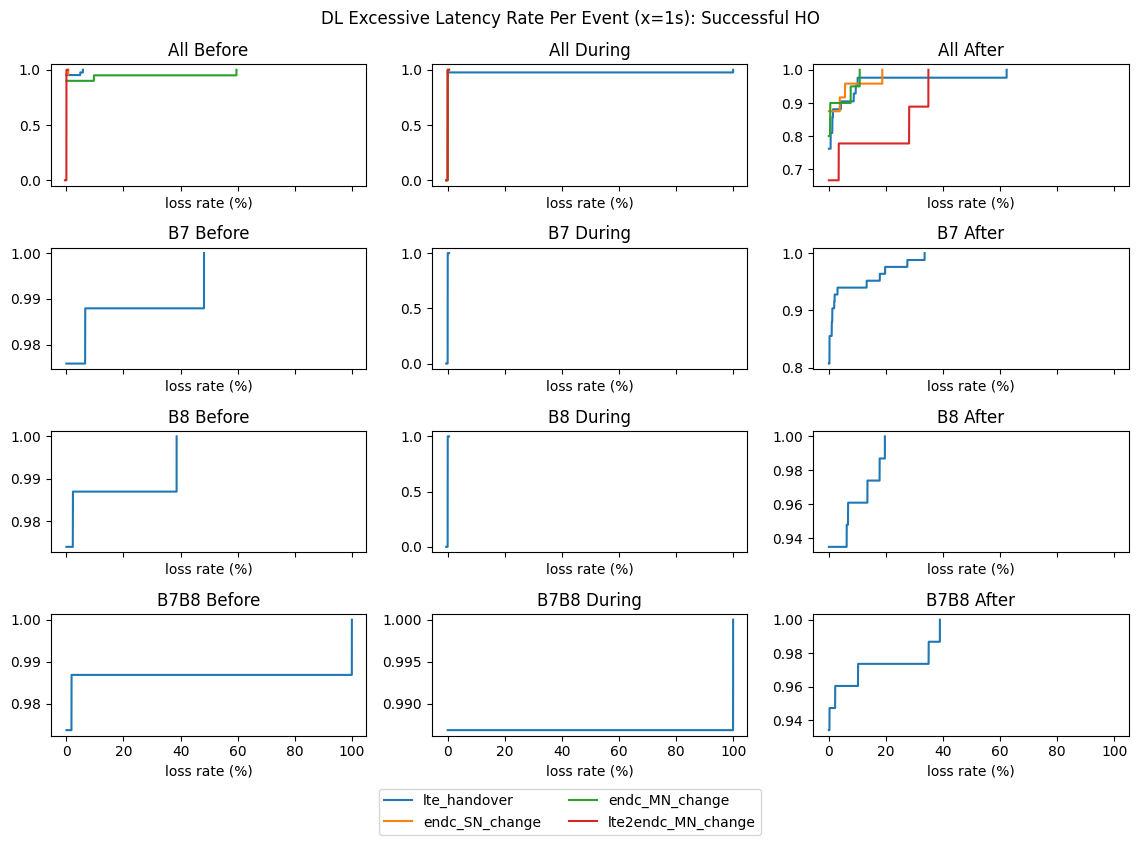 DL Excessive Latency Rate Per Event (x=1s): Successful HO
All Before
All During
All After
1.0
0.5
0.0
loss rate (%)
1.0
0.5
0.0
loss rate (%)
1.0
0.9
0.8
0.7
loss rate (%)
B7 Before
B7 During
B7 After
1.00
0.99
0.98
loss rate (%)
1.0
0.5
0.0
loss rate (%)
1.0
0.9
0.8
loss rate (%)
B8 Before
B8 During
B8 After
1.00
0.99
0.98
loss rate (%)
1.0
0.5
0.0
loss rate (%)
1.00
0.98
0.96
0.94
loss rate (%)
B7B8 Before
B7B8 During
B7B8 After
1.00
0.99
0.98
0 20 40 60 80 100
loss rate (%)
1.000
0.995
0.990
0 20 40 60 80 100
loss rate (%)
1.00
0.98
0.96
0.94
0 20 40 60 80 100
loss rate (%)
lte_handover
endc_SN_change
endc_MN_change
lte2endc_MN_change